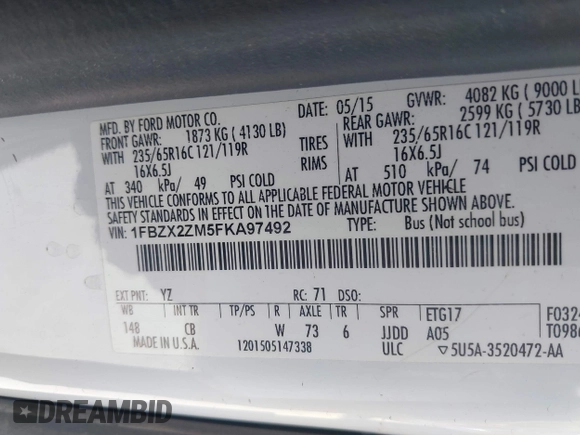 MFD. BY FORD MOTOR CO.
DATE: 05/15 GVWR: 4082 KG ( 9000 L
FRONT GAWR: 1873 KG ( 4130 LB)
REAR GAWR: 2599 KG ( 5730 LB)
WITH 235/65R16C 121/119R TIRES WITH 235/65R16C 121/119R
16X6.5J RIMS 16X6.5J
AT 340 kPa/ 49 PSI COLD AT 510 kPa/ 74 PSI COLD
THIS VEHICLE CONFORMS TO ALL APPLICABLE FEDERAL MOTOR VEHICLE
SAFETY STANDARDS IN EFFECT ON THE DATE OF MANUFACTURE SHOWN ABOVE.
VIN: 1FBZX2ZM5FKA97492 Bus (Not School Bus)
EXT PNT: YZ RC: 71 DSO:
WB INT TR TP/PS R AXLE TR SPR ETG17 F0324
148 CB W 73 6 JJDD A05 T098
MADE IN U.S.A. 1201505147338 ULC ▽5U5A-3520472-AA
DREAMBID